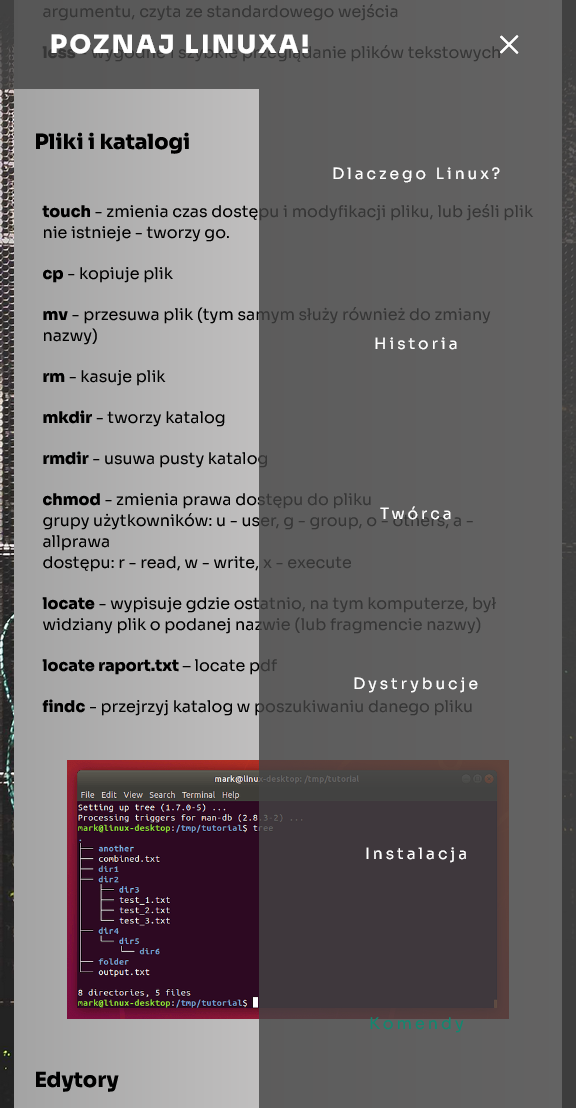 argumentu, czyta ze standardowego wejścia
POZNAJ LINUXA!
less - wygodne i szybkie przeglądanie plików tekstowych
Pliki i katalogi
Dlaczego Linux?
touch - zmienia czas dostępu i modyfikacji pliku, lub jeśli plik
nie istnieje - tworzy go.
cp - kopiuje plik
mv - przesuwa plik (tym samym służy również do zmiany
nazwy)
Historia
rm - kasuje plik
mkdir - tworzy katalog
rmdir - usuwa pusty katalog
chmod - zmienia prawa dostępu do pliku
grupy użytkowników: u - user, g - group, o - others, a -
Twórca
allprawa
dostępu: r - read, w - write, x - execute
locate - wypisuje gdzie ostatnio, na tym komputerze, był
widziany plik o podanej nazwie (lub fragmencie nazwy)
locate raport.txt – locate pdf
Dystrybucje
findc - przejrzyj katalog w poszukiwaniu danego pliku
mark@linux-desktop: /tmp/tutorial
File Edit View Search Terminal Help
Setting up tree (1.7.0-5) ...
Processing triggers for man-db (2.8.3-2) ...
mark@linux-desktop:/tmp/tutorial$ tree
.
├── another
├── combined.txt
├── dir1
├── dir2
│   ├── dir3
│   ├── test_1.txt
│   ├── test_2.txt
│   └── test_3.txt
├── dir4
│   └── dir5
│       └── dir6
├── folder
└── output.txt
Instalacja
8 directories, 5 files
mark@linux-desktop:/tmp/tutorial$
Komendy
Edytory